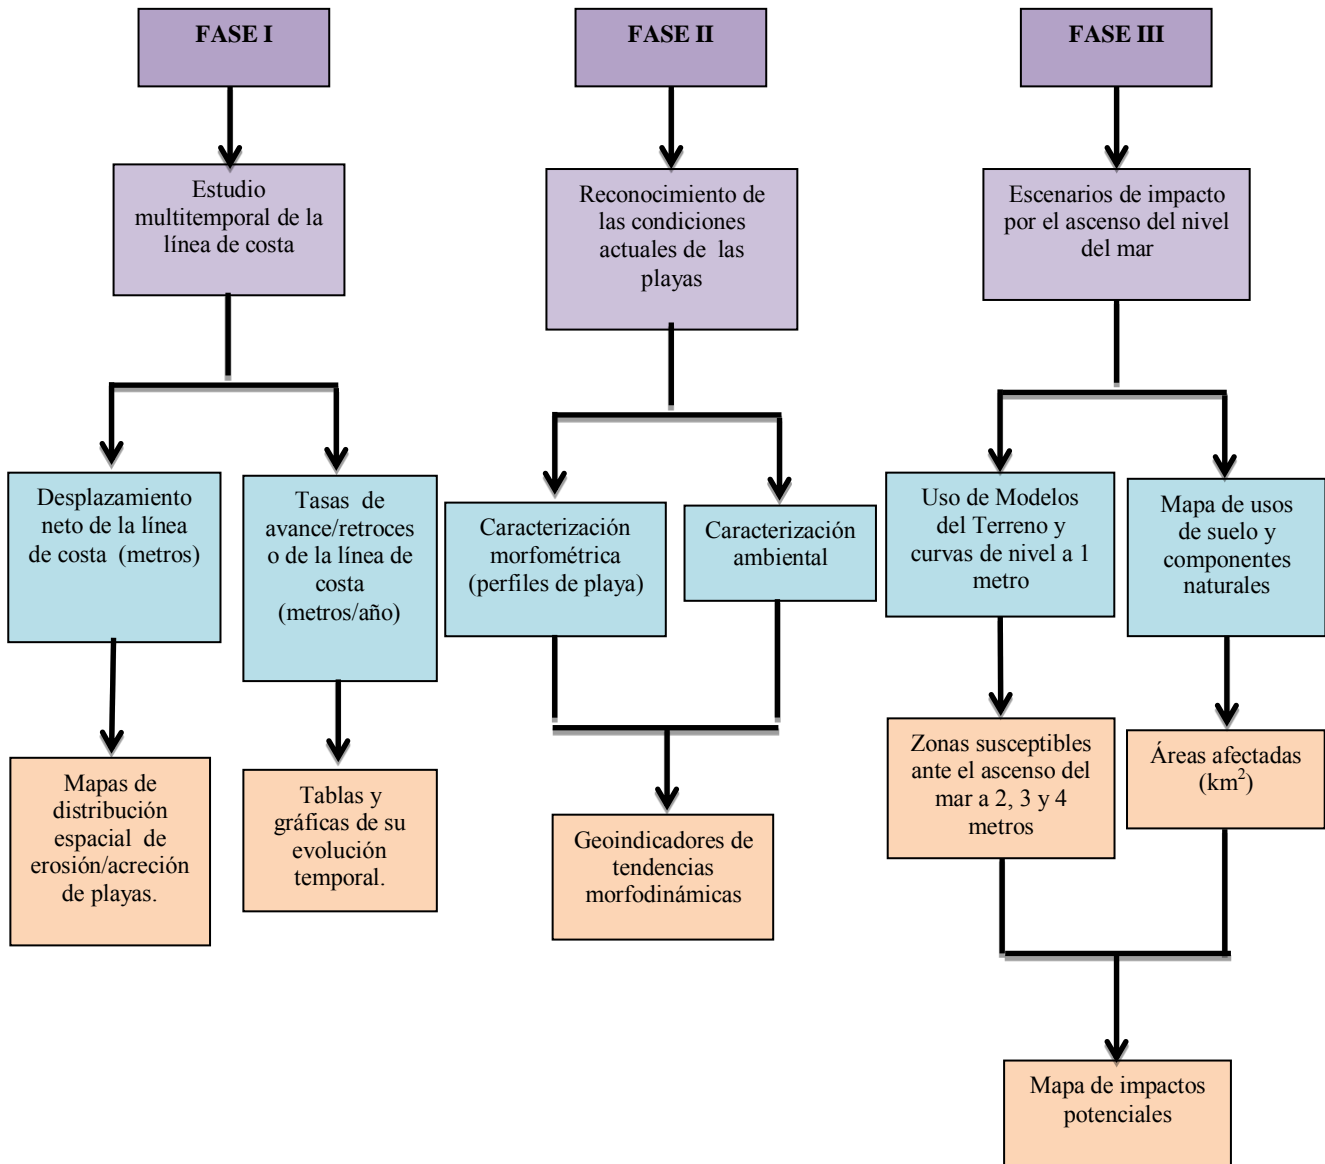 FASE I
FASE II
FASE III
Estudio
multitemporal de la
línea de costa
Reconocimiento de
las condiciones
actuales de las
playas
Escenarios de impacto
por el ascenso del nivel
del mar
Desplazamiento
neto de la línea
de costa (metros)
Tasas de
avance/retroces
o de la línea de
costa
(metros/año)
Caracterización
morfométrica
(perfiles de playa)
Caracterización
ambiental
Uso de Modelos
del Terreno y
curvas de nivel a 1
metro
Mapa de usos
de suelo y
componentes
naturales
Mapas de
distribución
espacial de
erosión/acreción
de playas.
Tablas y
gráficas de su
evolución
temporal.
Geoindicadores de
tendencias
morfodinámicas
Zonas susceptibles
ante el ascenso del
mar a 2, 3 y 4
metros
Áreas afectadas
(km²)
Mapa de impactos
potenciales